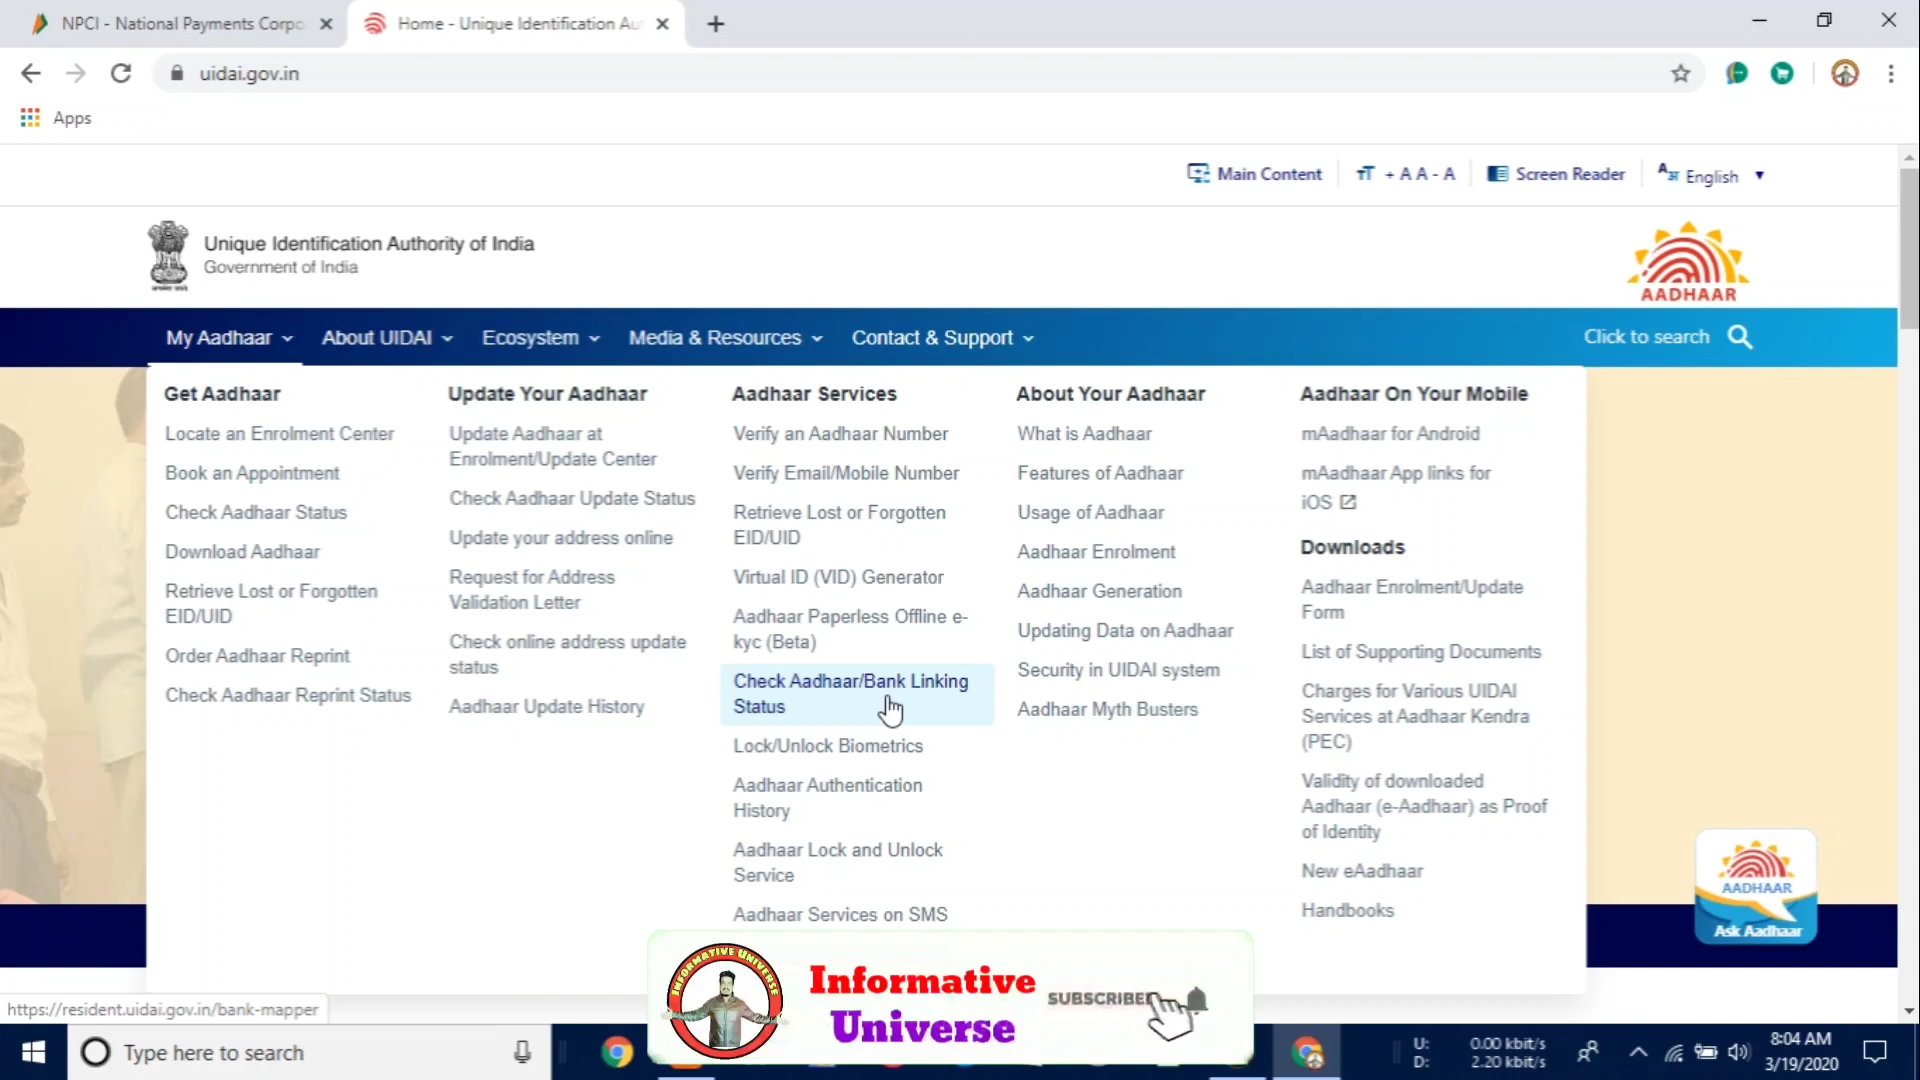 NPCI - National Payments Corpo
Home - Unique Identification Au
uidai.gov.in
Apps
Main Content
+ A A - A
Screen Reader
English
Unique Identification Authority of India
Government of India
AADHAAR
My Aadhaar
About UIDAI
Ecosystem
Media & Resources
Contact & Support
Click to search
Get Aadhaar
Locate an Enrolment Center
Book an Appointment
Check Aadhaar Status
Download Aadhaar
Retrieve Lost or Forgotten
EID/UID
Order Aadhaar Reprint
Check Aadhaar Reprint Status
Update Your Aadhaar
Update Aadhaar at
Enrolment/Update Center
Check Aadhaar Update Status
Update your address online
Request for Address
Validation Letter
Check online address update
status
Aadhaar Update History
Aadhaar Services
Verify an Aadhaar Number
Verify Email/Mobile Number
Retrieve Lost or Forgotten
EID/UID
Virtual ID (VID) Generator
Aadhaar Paperless Offline e-
kyc (Beta)
Check Aadhaar/Bank Linking
Status
Lock/Unlock Biometrics
Aadhaar Authentication
History
Aadhaar Lock and Unlock
Service
Aadhaar Services on SMS
About Your Aadhaar
What is Aadhaar
Features of Aadhaar
Usage of Aadhaar
Aadhaar Enrolment
Aadhaar Generation
Updating Data on Aadhaar
Security in UIDAI system
Aadhaar Myth Busters
Aadhaar On Your Mobile
mAadhaar for Android
mAadhaar App links for
iOS
Downloads
Aadhaar Enrolment/Update
Form
List of Supporting Documents
Charges for Various UIDAI
Services at Aadhaar Kendra
(PEC)
Validity of downloaded
Aadhaar (e-Aadhaar) as Proof
of Identity
New eAadhaar
Handbooks
AADHAAR
Ask Aadhaar
INFORMATIVE UNIVERSE
Informative
Universe
SUBSCRIBED
https://resident.uidai.gov.in/bank-mapper
Type here to search
U: 0.00 kbit/s
D: 2.20 kbit/s
8:04 AM
3/19/2020